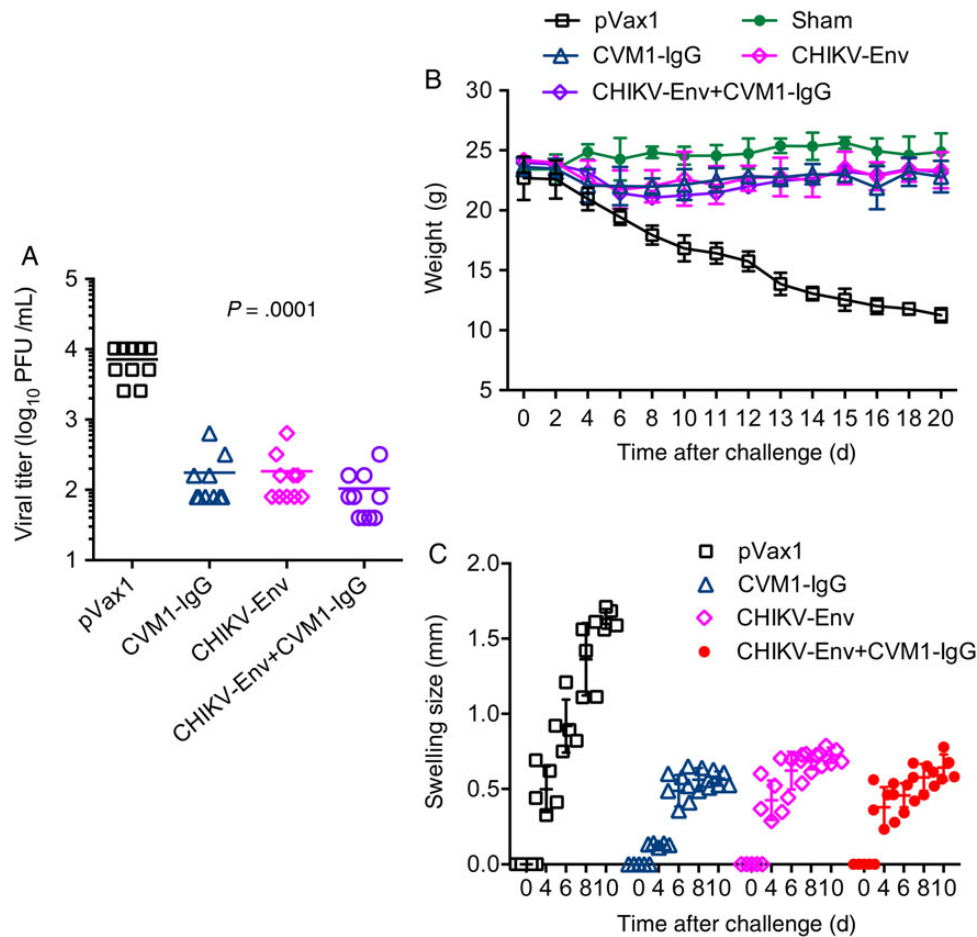 A
5
4
3
2
1
Viral titer (log10 PFU /mL)
P = .0001
pVax1
CVM1-IgG
CHIKV-Env
CHIKV-Env+CVM1-IgG
B
pVax1
Sham
CVM1-IgG
CHIKV-Env
CHIKV-Env+CVM1-IgG
30
25
20
15
10
5
Weight (g)
0 2 4 6 8 10 11 12 13 14 15 16 18 20
Time after challenge (d)
C
pVax1
CVM1-IgG
CHIKV-Env
CHIKV-Env+CVM1-IgG
2.0
1.5
1.0
0.5
0.0
Swelling size (mm)
0 4 6 8 10 0 4 6 8 10 0 4 6 8 10 0 4 6 8 10
Time after challenge (d)